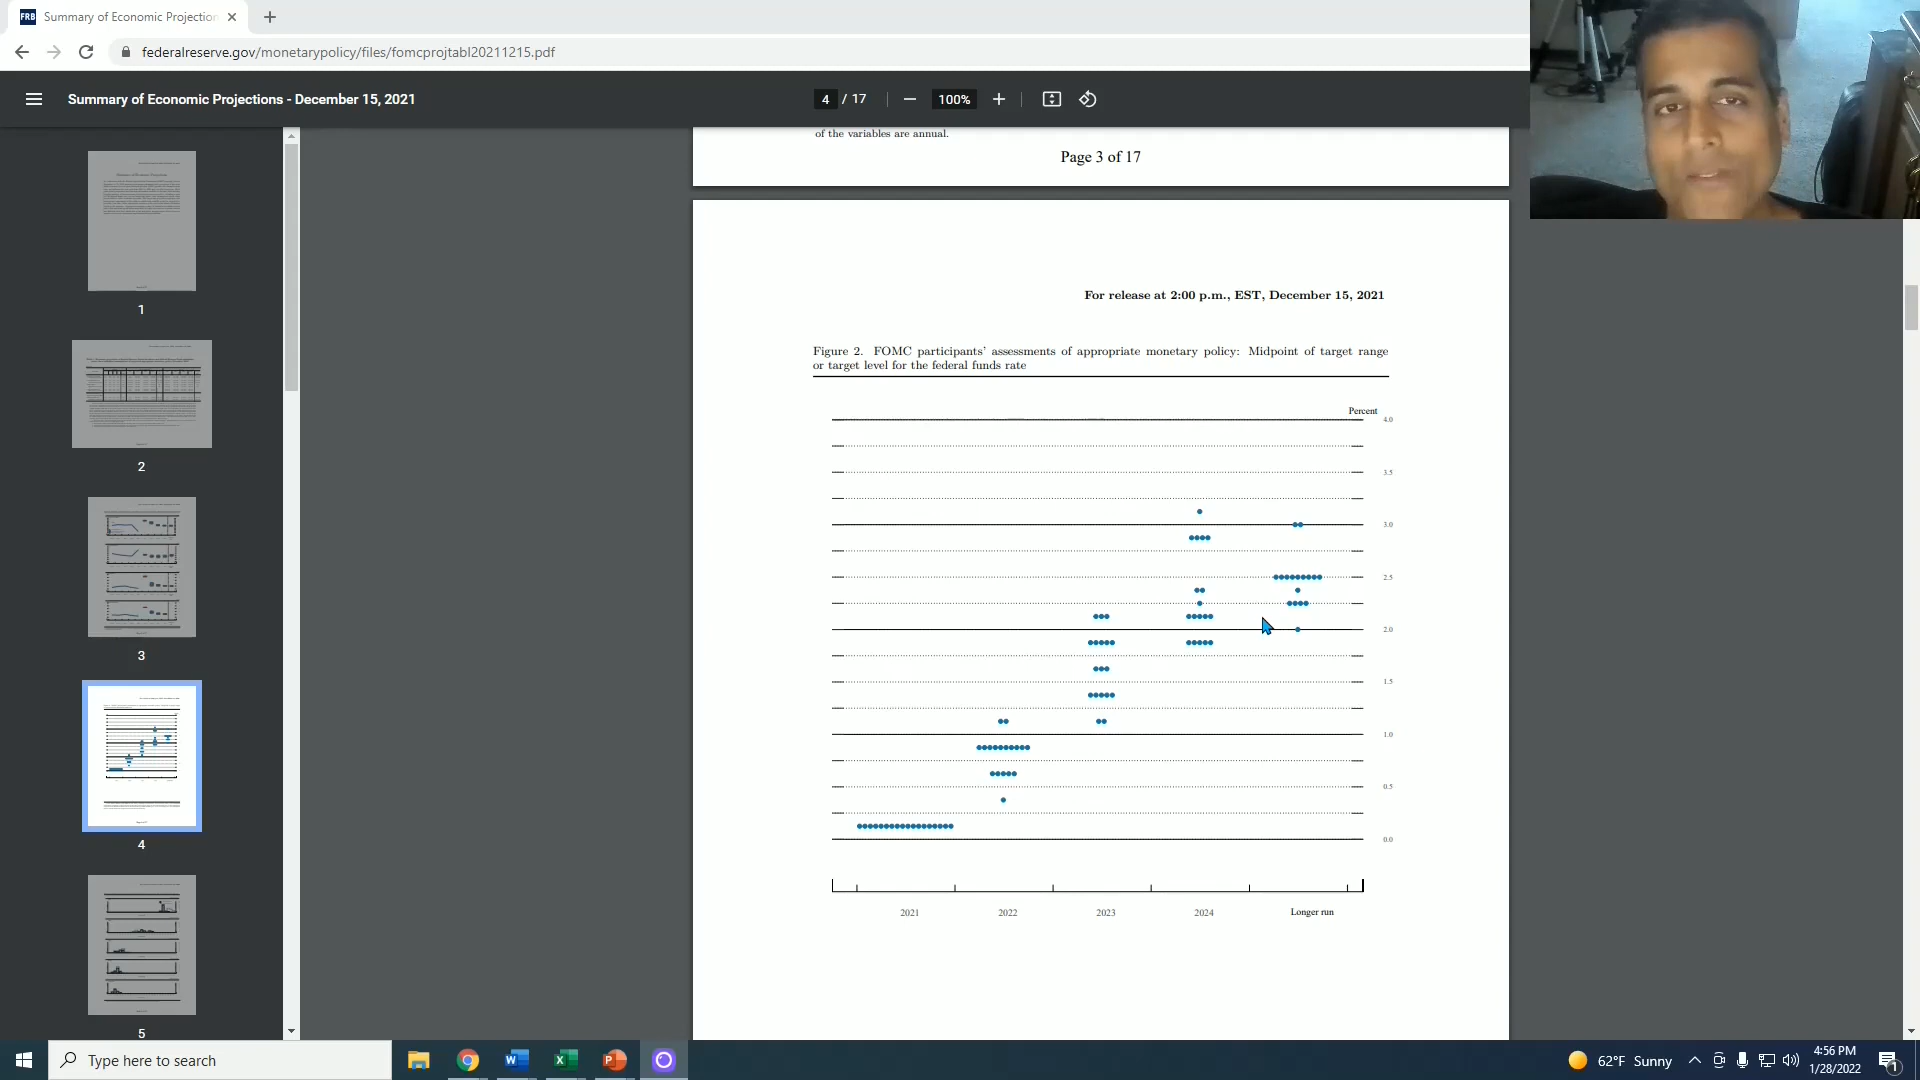 FRB Summary of Economic Projection
federalreserve.gov/monetarypolicy/files/fomcprojtabl20211215.pdf
Summary of Economic Projections - December 15, 2021
4 / 17
100%
1
2
3
4
5
of the variables are annual.
Page 3 of 17
For release at 2:00 p.m., EST, December 15, 2021
Figure 2. FOMC participants' assessments of appropriate monetary policy: Midpoint of target range
or target level for the federal funds rate
Percent
4.0
3.5
3.0
2.5
2.0
1.5
1.0
0.5
0.0
2021 2022 2023 2024 Longer run
Type here to search
62°F Sunny
4:56 PM
1/28/2022
1